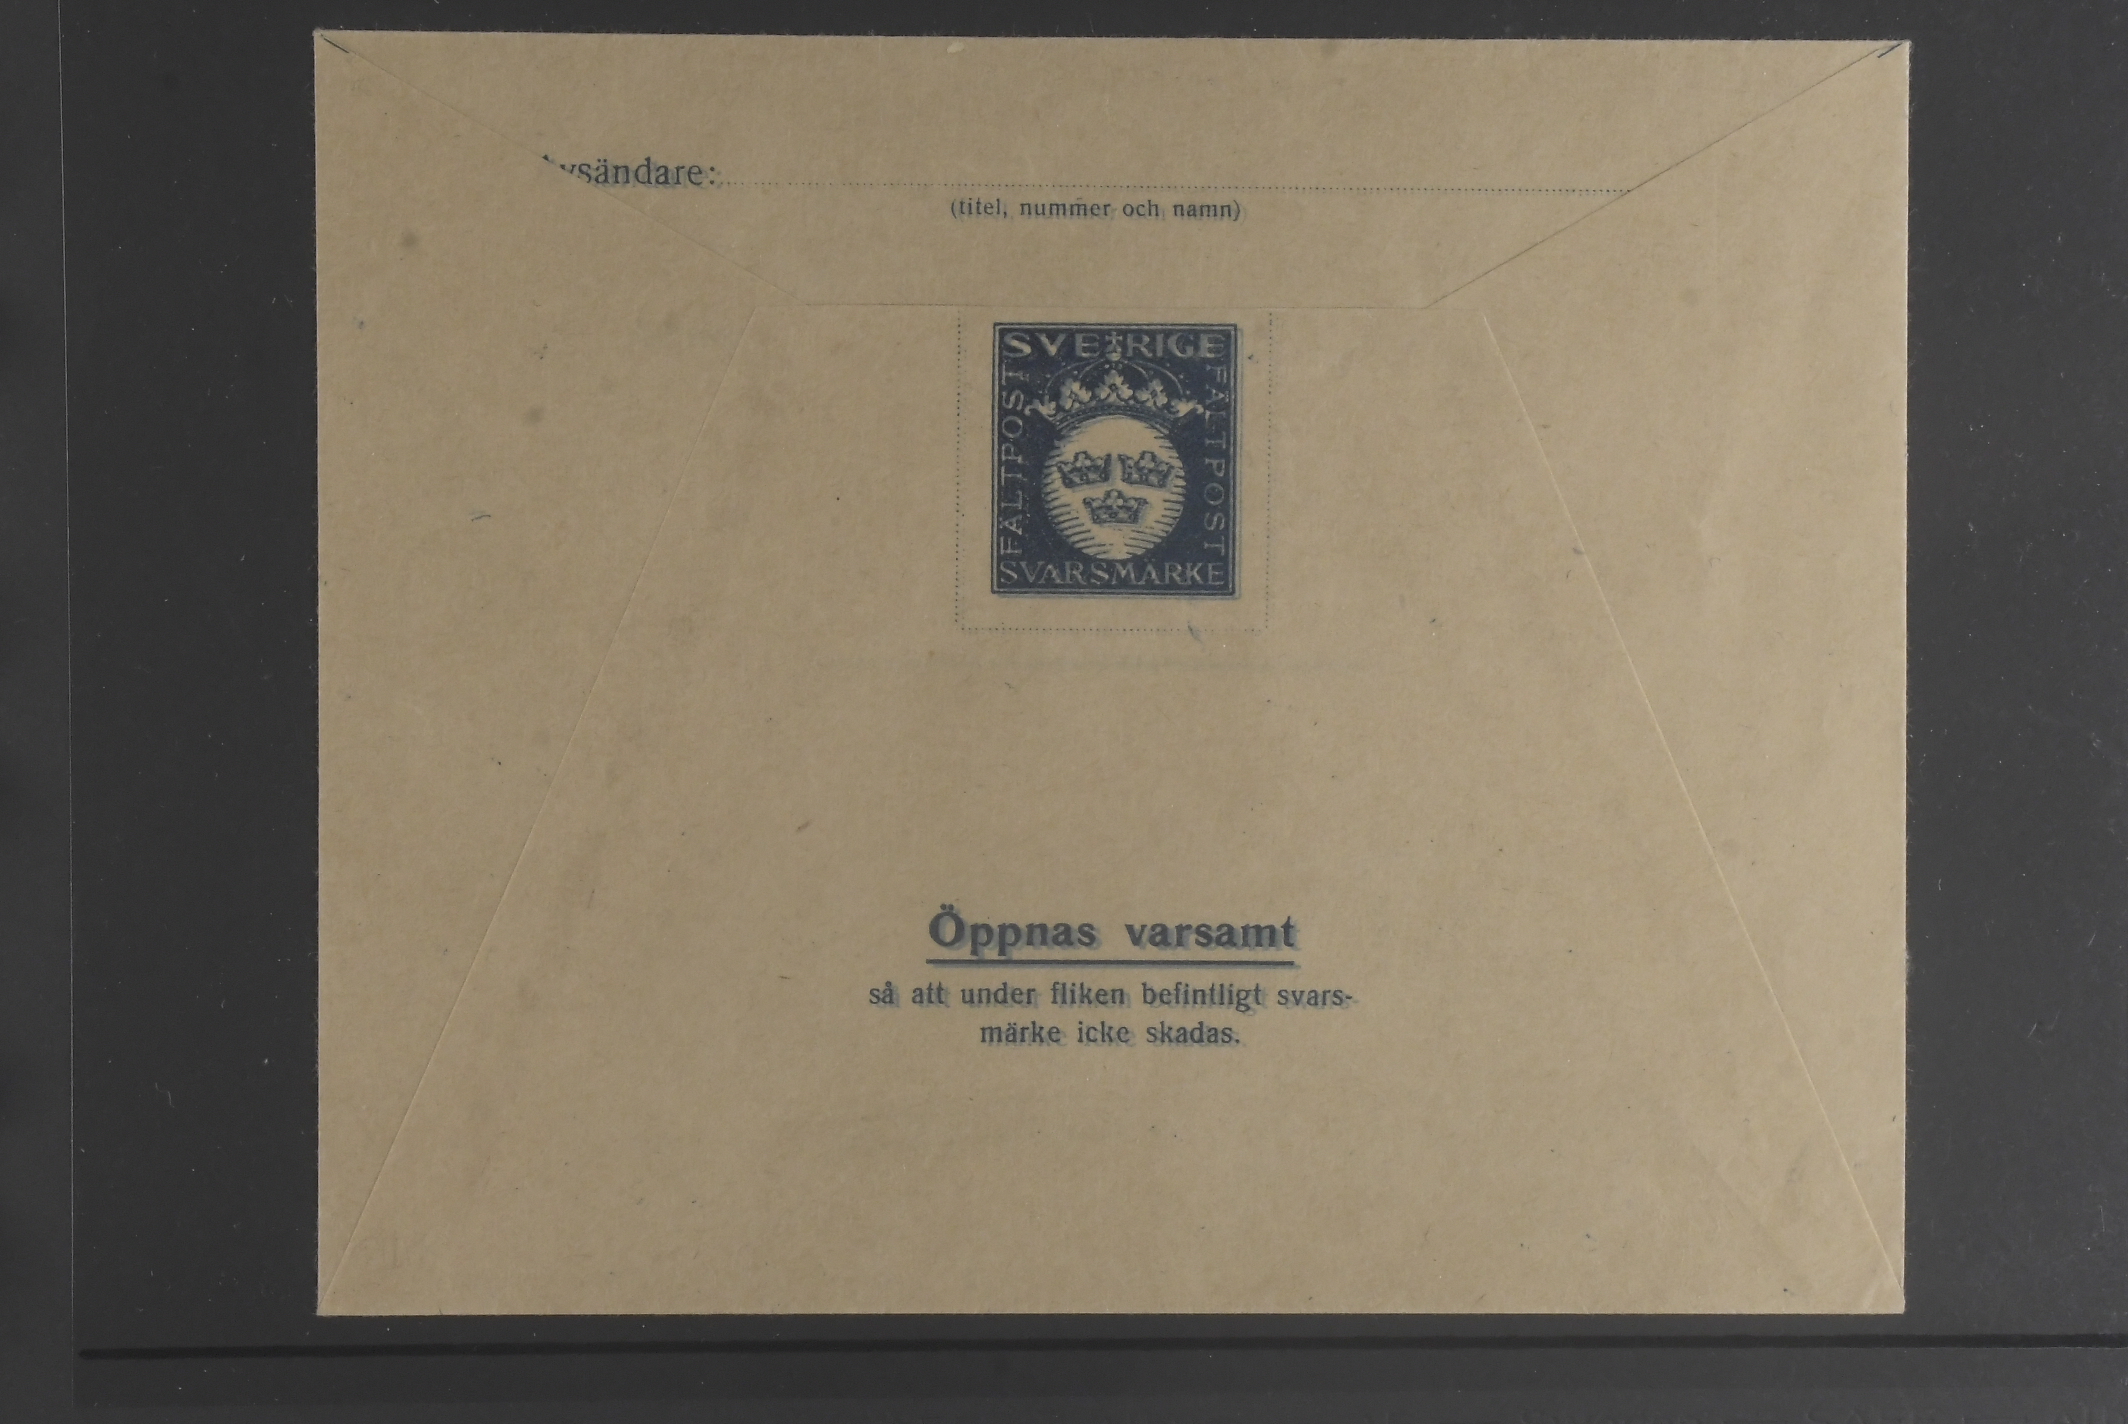 vsändare:
(titel, nummer och namn)
SVERIGE
FÄLTPOST
FÄLTPOST
SVARSMÄRKE
Öppnas varsamt
så att under fliken befintligt svars-
märke icke skadas.